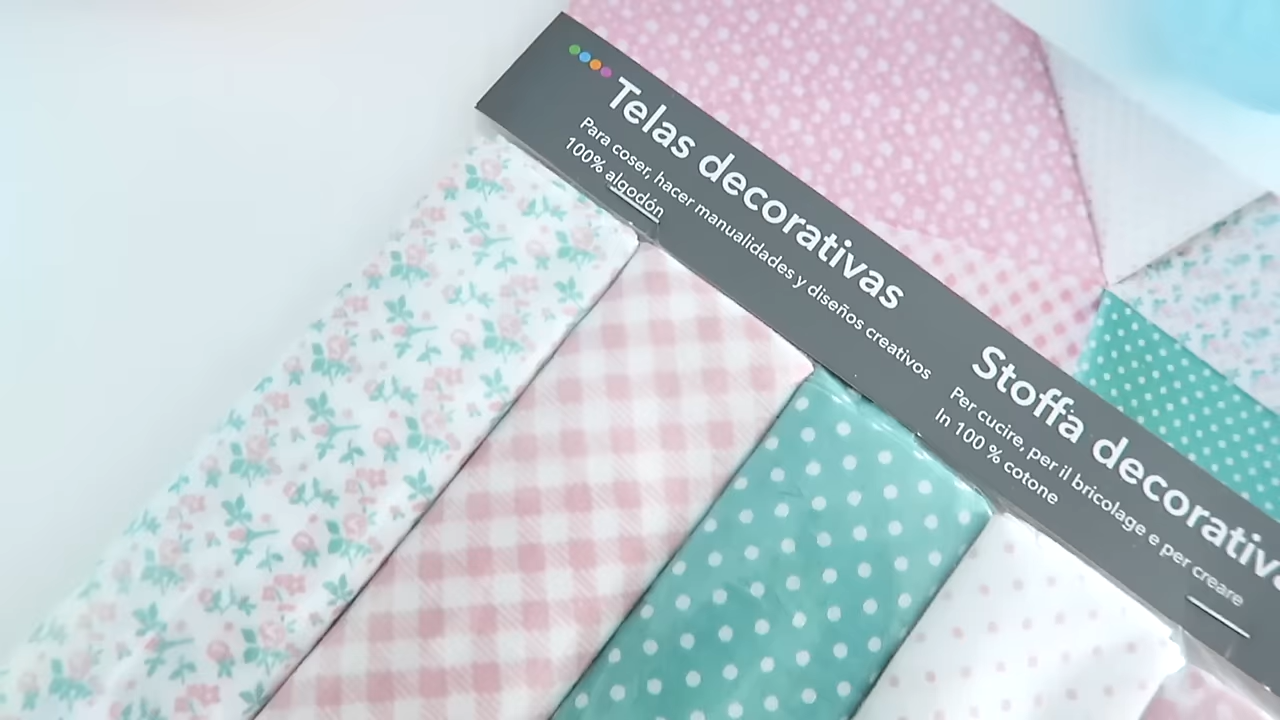 Telas decorativas
Para coser, hacer manualidades y diseños creativos
100% algodón
Stoffa decorativa
Per cucire, per il bricolage e per creare
In 100 % cotone